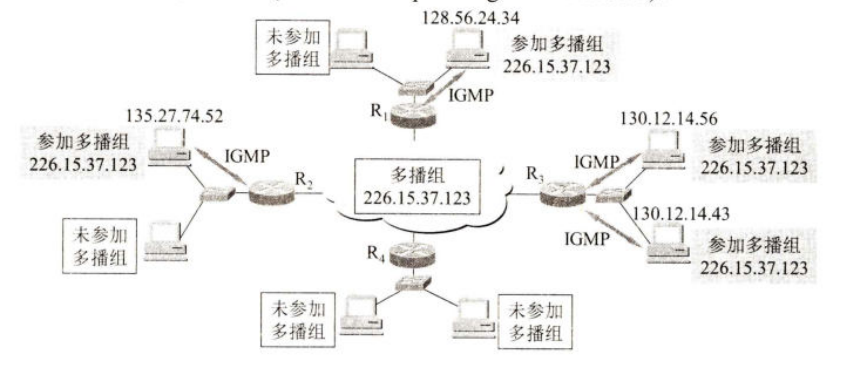 128.56.24.34
未参加
多播组
参加多播组
226.15.37.123
IGMP
R1
135.27.74.52
参加多播组
226.15.37.123
IGMP
R2
未参加
多播组
多播组
226.15.37.123
130.12.14.56
IGMP
R3
参加多播组
226.15.37.123
130.12.14.43
IGMP
参加多播组
226.15.37.123
R4
未参加
多播组
未参加
多播组